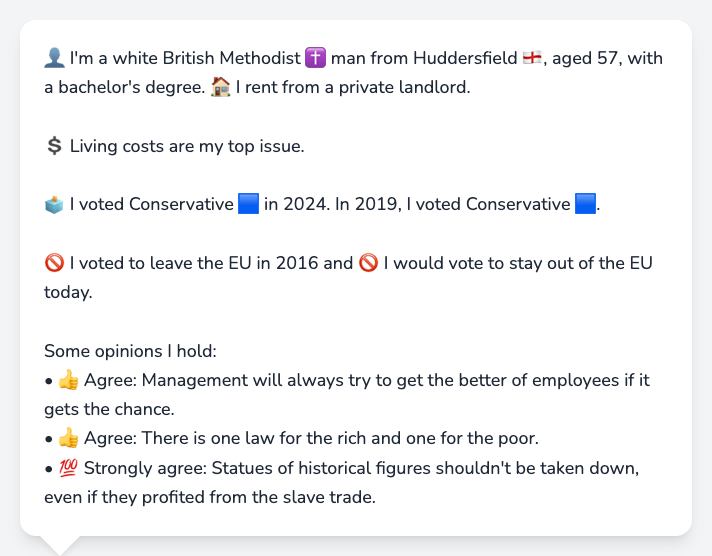 👤 I'm a white British Methodist ✝️ man from Huddersfield 🏴󠁧󠁢󠁥󠁮󠁧󠁿, aged 57, with
a bachelor's degree. 🏠 I rent from a private landlord.
💲 Living costs are my top issue.
🗳️ I voted Conservative 🟦 in 2024. In 2019, I voted Conservative 🟦.
🚫 I voted to leave the EU in 2016 and 🚫 I would vote to stay out of the EU
today.
Some opinions I hold:
• 👍 Agree: Management will always try to get the better of employees if it
gets the chance.
• 👍 Agree: There is one law for the rich and one for the poor.
• 💯 Strongly agree: Statues of historical figures shouldn't be taken down,
even if they profited from the slave trade.